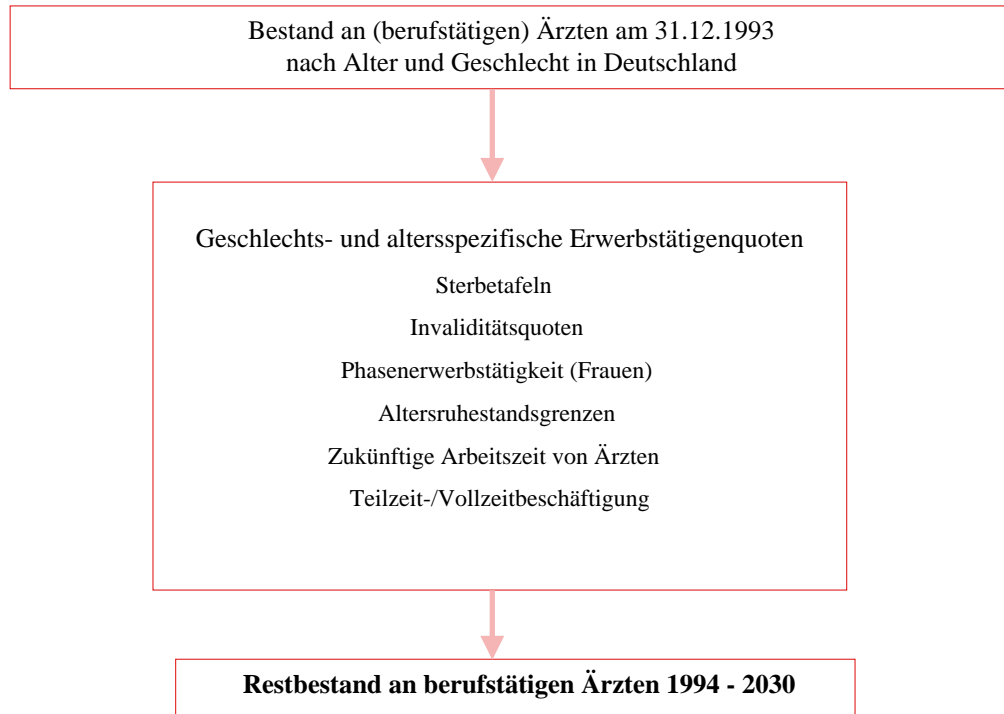 Bestand an (berufstätigen) Ärzten am 31.12.1993
nach Alter und Geschlecht in Deutschland
Geschlechts- und altersspezifische Erwerbstätigenquoten
Sterbetafeln
Invaliditätsquoten
Phasenerwerbstätigkeit (Frauen)
Altersruhestandsgrenzen
Zukünftige Arbeitszeit von Ärzten
Teilzeit-/Vollzeitbeschäftigung
Restbestand an berufstätigen Ärzten 1994 - 2030